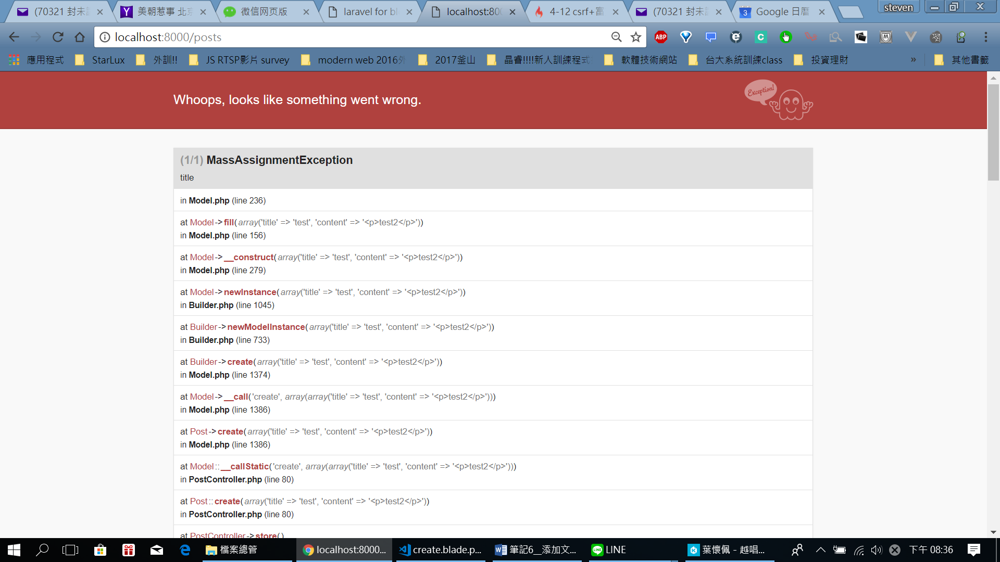 (70321 封未
美朝惹事 北
微信网页版
laravel for bl
localhost:800
4-12 csrf+富
(70321 封未
3
Google 日曆
steven
localhost:8000/posts
ABP
應用程式
StarLux
外訓!!
JS RTSP影片 survey
modern web 2016
2017釜山
晶睿!!!!新人訓練程式
軟體技術網站
台大系統訓練class
投資理財
»
其他書籤
Whoops, looks like something went wrong.
Exception!
(1/1) MassAssignmentException
title
in Model.php (line 236)
at Model->fill(array('title' => 'test', 'content' => '<p>test2</p>'))
in Model.php (line 156)
at Model->__construct(array('title' => 'test', 'content' => '<p>test2</p>'))
in Model.php (line 279)
at Model->newInstance(array('title' => 'test', 'content' => '<p>test2</p>'))
in Builder.php (line 1045)
at Builder->newModelInstance(array('title' => 'test', 'content' => '<p>test2</p>'))
in Builder.php (line 733)
at Builder->create(array('title' => 'test', 'content' => '<p>test2</p>'))
in Model.php (line 1374)
at Model->__call('create', array(array('title' => 'test', 'content' => '<p>test2</p>')))
in Model.php (line 1386)
at Post->create(array('title' => 'test', 'content' => '<p>test2</p>'))
in Model.php (line 1386)
at Model::__callStatic('create', array(array('title' => 'test', 'content' => '<p>test2</p>')))
in PostController.php (line 80)
at Post::create(array('title' => 'test', 'content' => '<p>test2</p>'))
in PostController.php (line 80)
at PostController->store()
檔案總管
localhost:8000...
create.blade.p...
筆記6__添加文...
LINE
葉懷佩 - 越唱...
下午 08:36